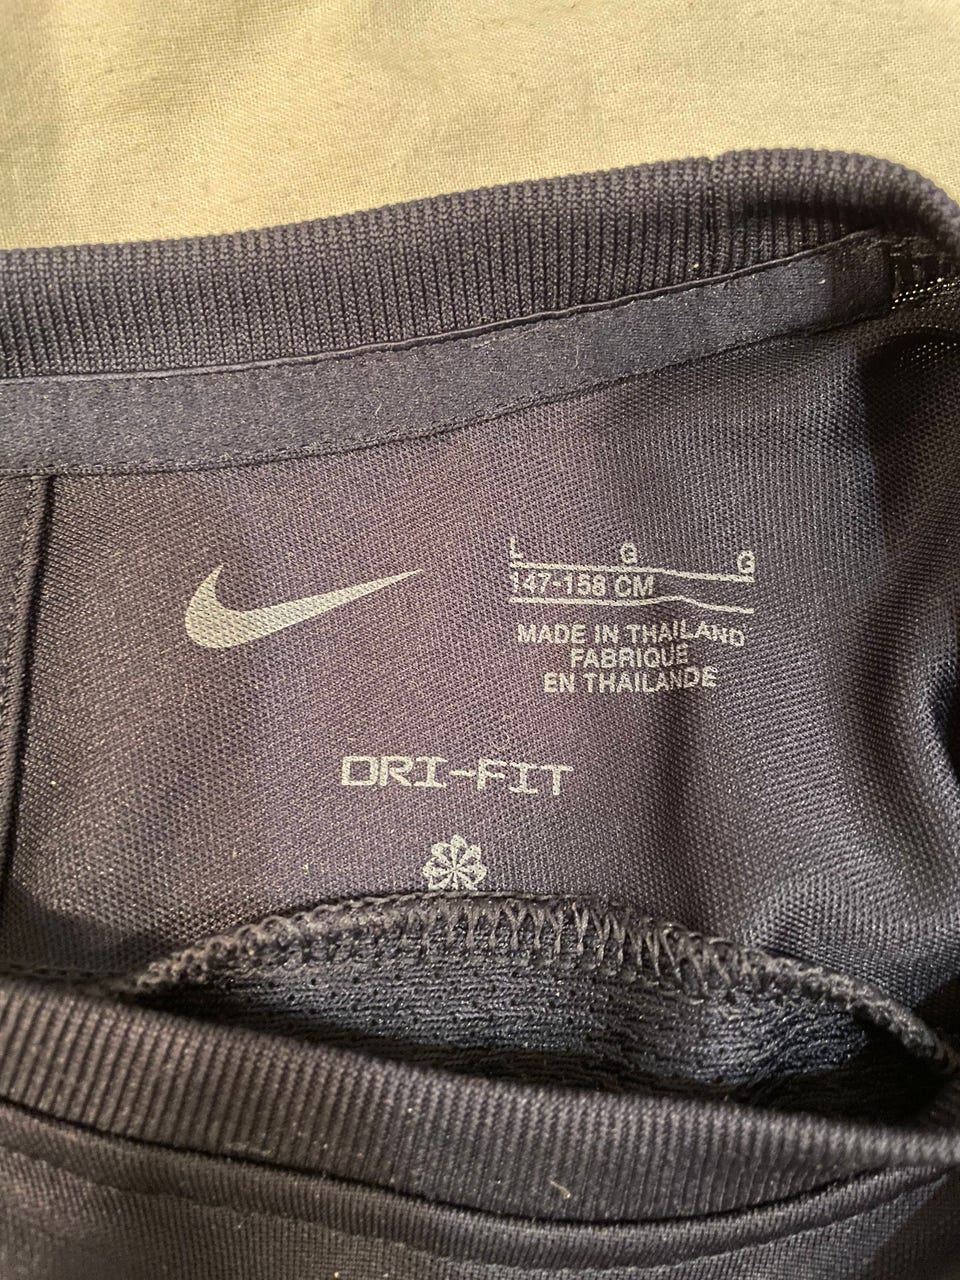 L G G
147-158 CM
MADE IN THAILAND
FABRIQUE
EN THAILANDE
DRI-FIT